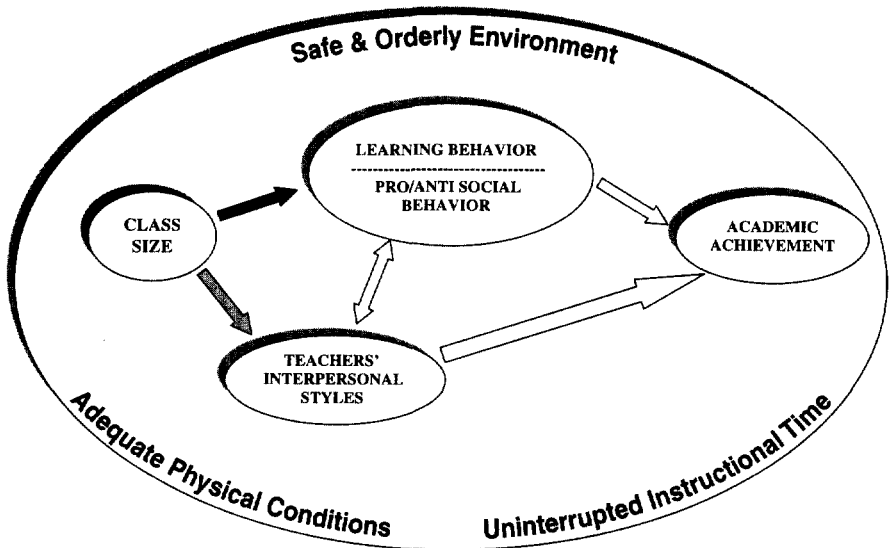 Safe & Orderly Environment
LEARNING BEHAVIOR
PRO/ANTI SOCIAL
BEHAVIOR
CLASS
SIZE
ACADEMIC
ACHIEVEMENT
TEACHERS'
INTERPERSONAL
STYLES
Adequate Physical Conditions
Uninterrupted Instructional Time